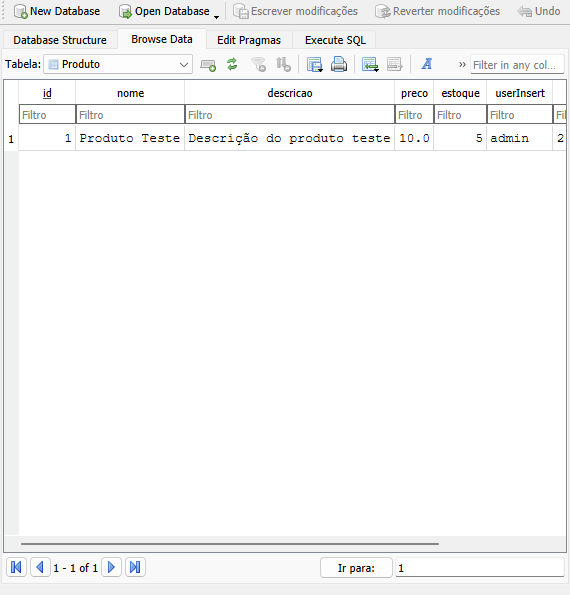 New Database Open Database Escrever modificações Reverter modificações Undo
Database Structure Browse Data Edit Pragmas Execute SQL
Tabela: Produto Filter in any col...
id nome descricao preco estoque userInsert
Filtro Filtro Filtro Filtro Filtro Filtro
1 1 Produto Teste Descrição do produto teste 10.0 5 admin 2
1 - 1 of 1 Ir para: 1